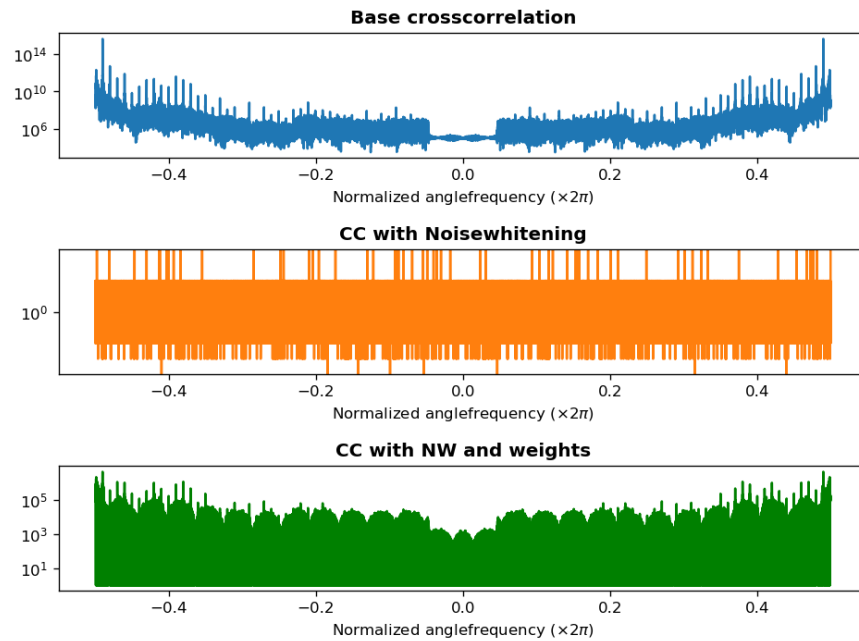 Base crosscorrelation
10^14
10^10
10^6
−0.4 −0.2 0.0 0.2 0.4
Normalized anglefrequency (×2π)
CC with Noisewhitening
10^0
−0.4 −0.2 0.0 0.2 0.4
Normalized anglefrequency (×2π)
CC with NW and weights
10^5
10^3
10^1
−0.4 −0.2 0.0 0.2 0.4
Normalized anglefrequency (×2π)